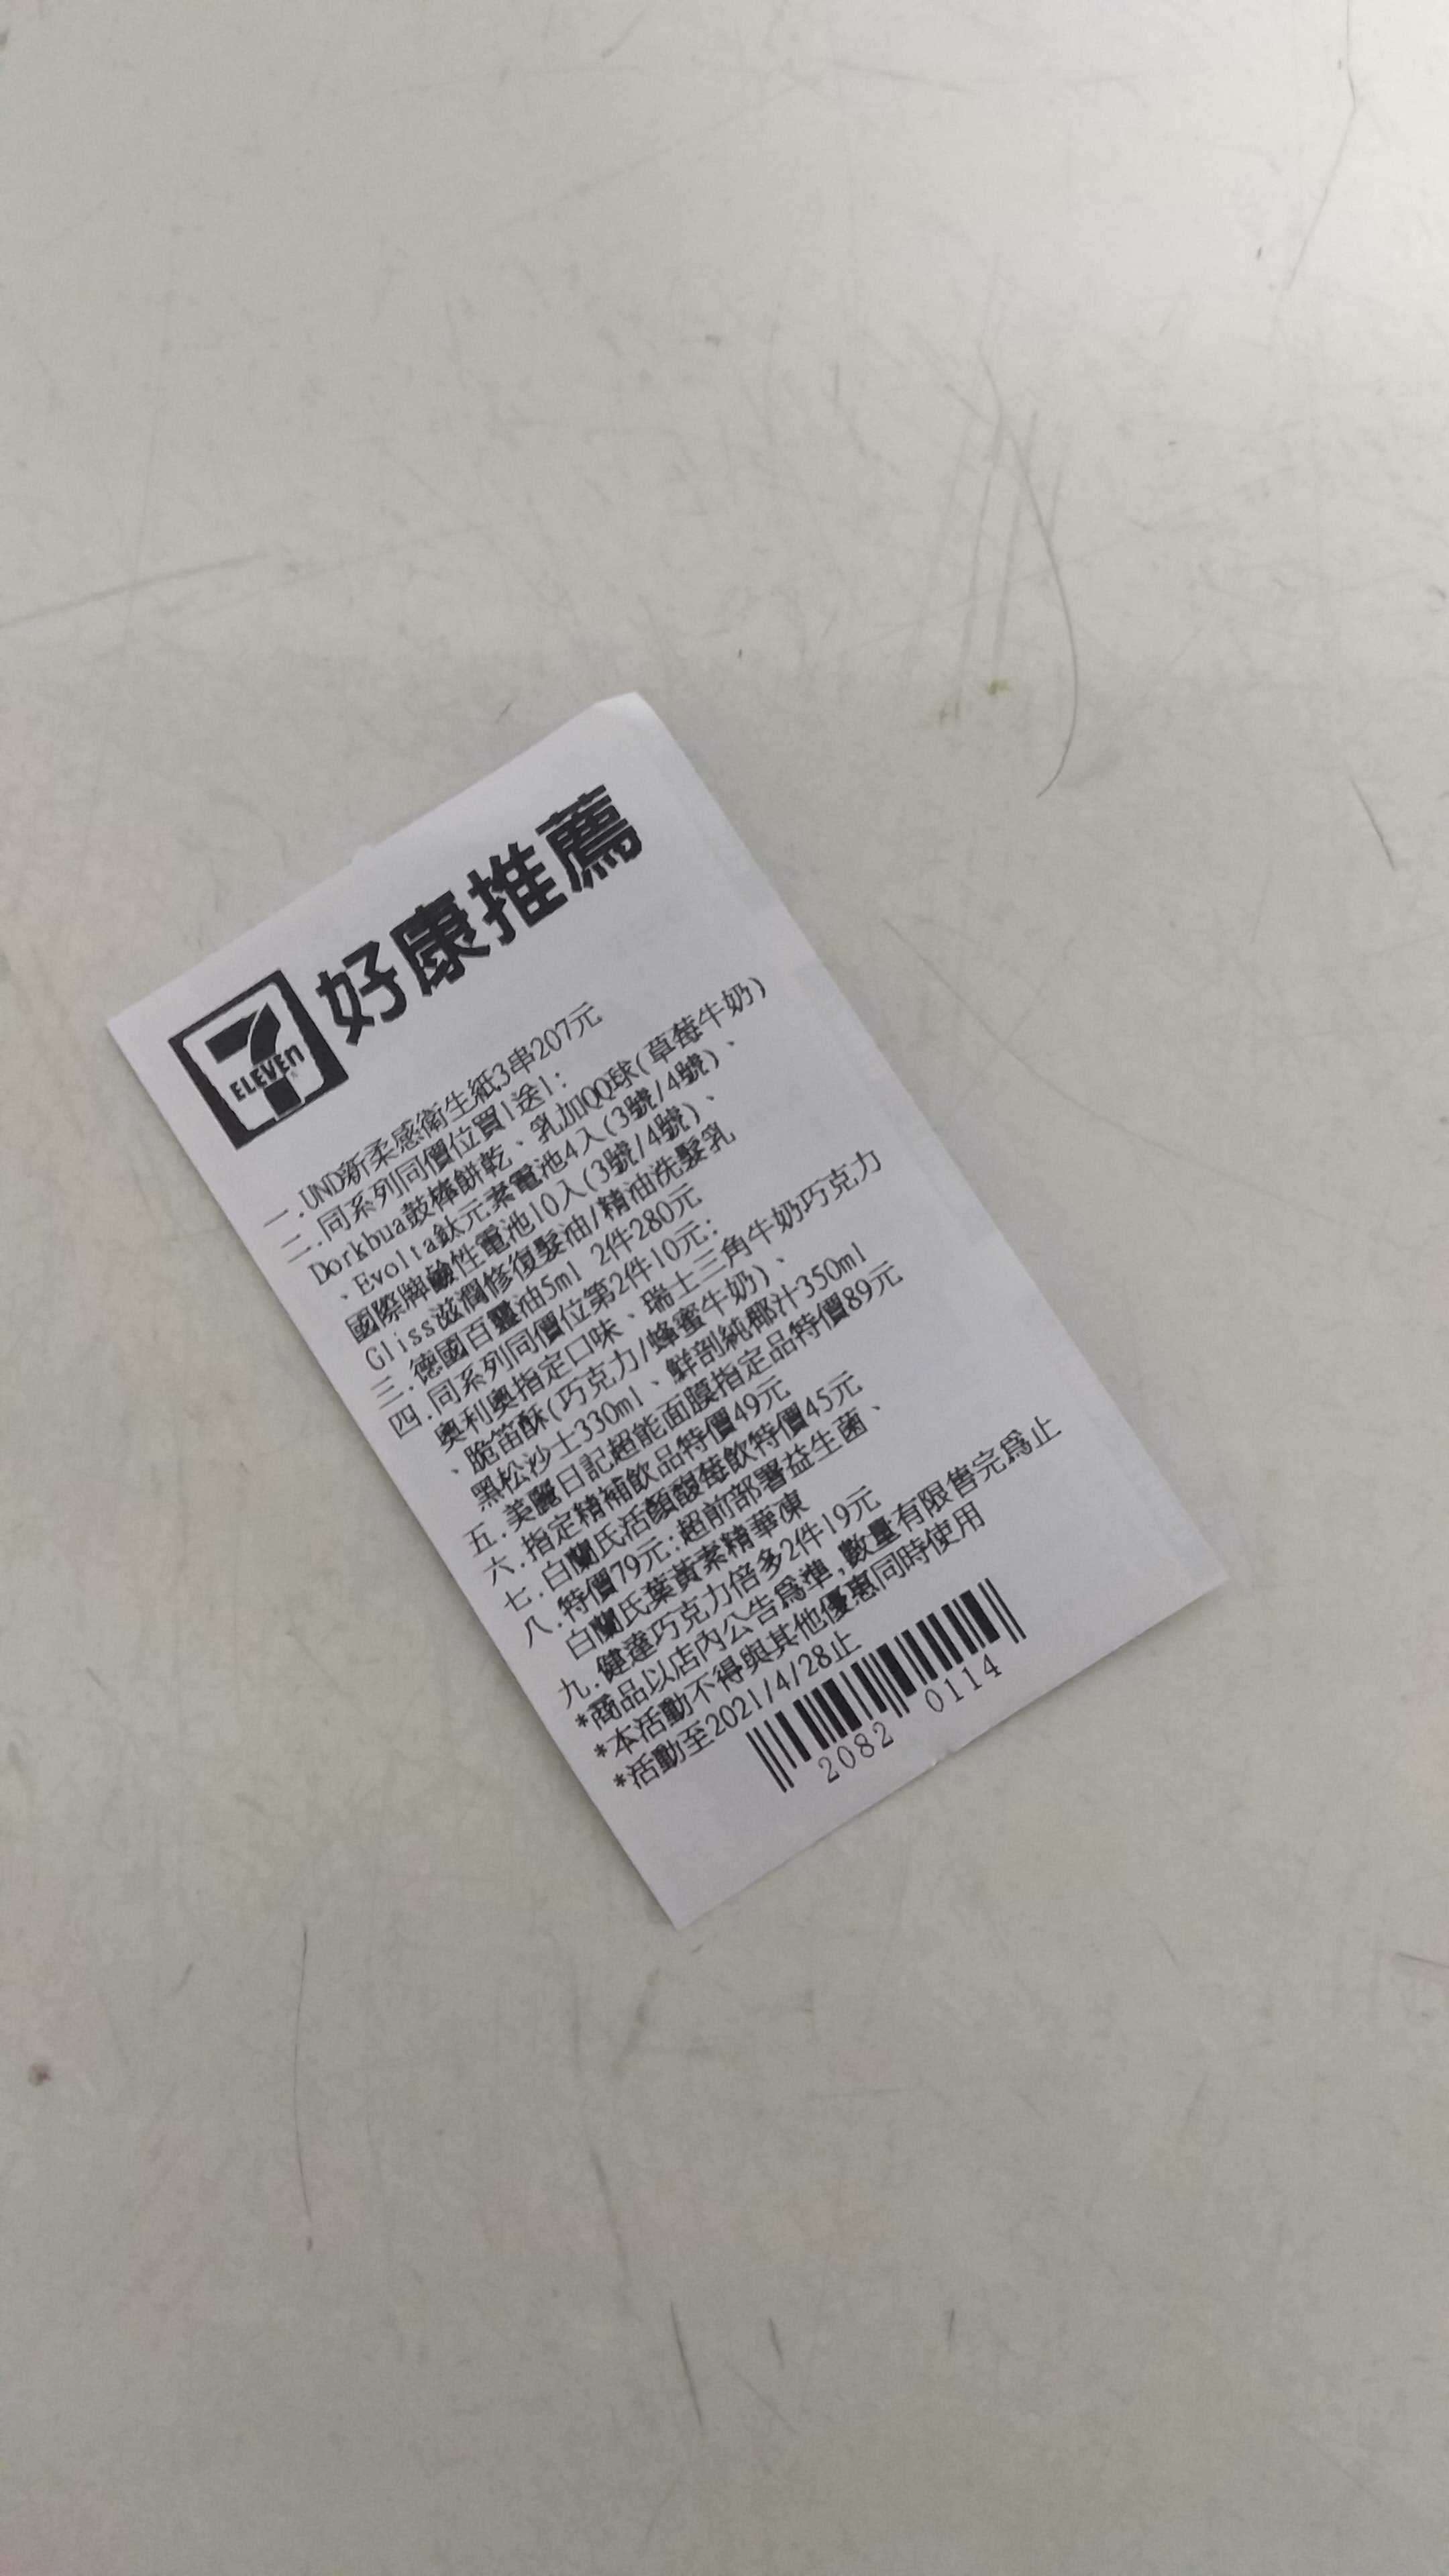 7-ELEVEn
好康推薦
一.UND新柔感衛生紙3串207元
二.同系列同價位買1送1:
Dorkbua鼓棒餅乾、乳加QQ球(草莓牛奶)
、Evolta鈦元素電池4入(3號/4號)、
國際牌鹼性電池10入(3號/4號)、
Gliss滋潤修復髮油/精油洗髮乳
三.德國百靈油5ml 2件280元
四.同系列同價位第2件10元:
奧利奧指定口味、瑞士三角牛奶巧克力
、脆笛酥(巧克力/蜂蜜牛奶)、
黑松沙士330ml、鮮剖純椰汁350ml
五.美麗日記超能面膜指定品特價89元
六.指定精補飲品特價49元
七.白蘭氏活顏馥莓飲特價45元
八.特價79元:超前部署益生菌、
白蘭氏葉黃素精華凍
九.健達巧克力倍多2件19元
*商品以店內公告為準,數量有限售完為止
*本活動不得與其他優惠同時使用
*活動至2021/4/28止
2082 0114